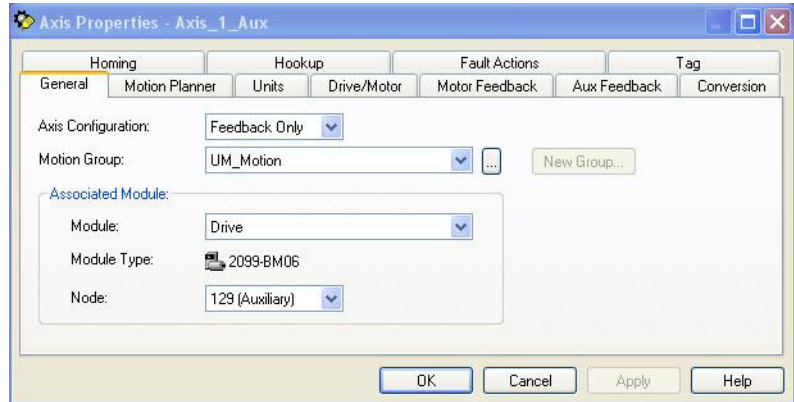 Axis Properties - Axis_1_Aux
Homing Hookup Fault Actions Tag
General Motion Planner Units Drive/Motor Motor Feedback Aux Feedback Conversion
Axis Configuration: Feedback Only
Motion Group: UM_Motion ... New Group...
Associated Module:
Module: Drive
Module Type: 2099-BM06
Node: 129 (Auxiliary)
OK Cancel Apply Help